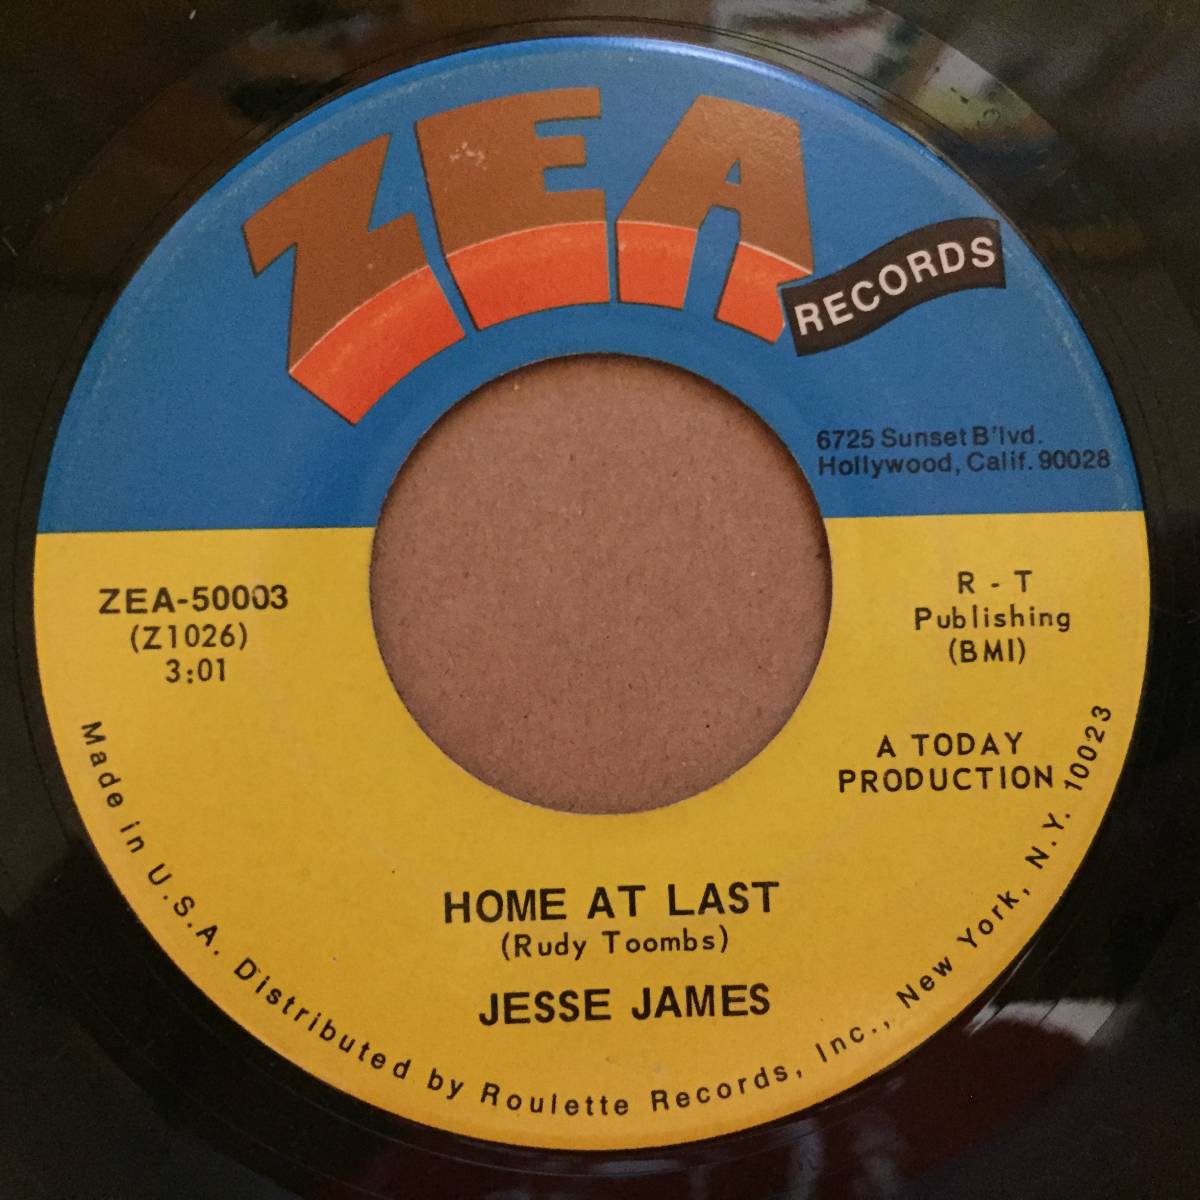 ZEA
RECORDS
6725 Sunset B'lvd.
Hollywood, Calif. 90028
ZEA-50003
(Z1026)
3:01
R - T
Publishing
(BMI)
A TODAY
PRODUCTION
HOME AT LAST
(Rudy Toombs)
JESSE JAMES
Made in U.S.A. Distributed by Roulette Records, Inc., New York, N.Y. 10023